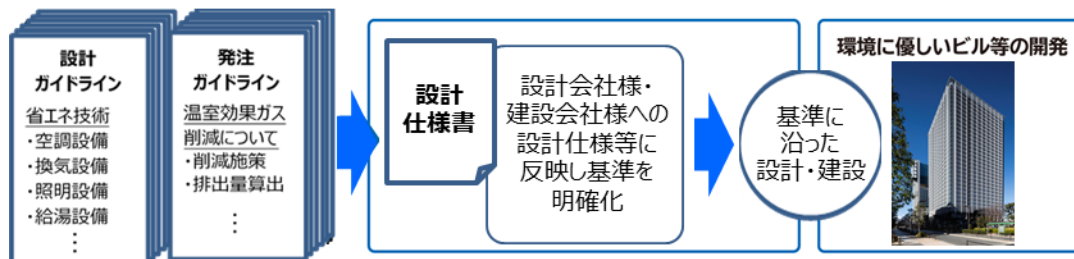 設計
ガイドライン
省エネ技術
・空調設備
・換気設備
・照明設備
・給湯設備
⋮
発注
ガイドライン
温室効果ガス
削減について
・削減施策
・排出量算出
⋮
設計
仕様書
設計会社様・
建設会社様への
設計仕様等に
反映し基準を
明確化
基準に
沿った
設計・建設
環境に優しいビル等の開発